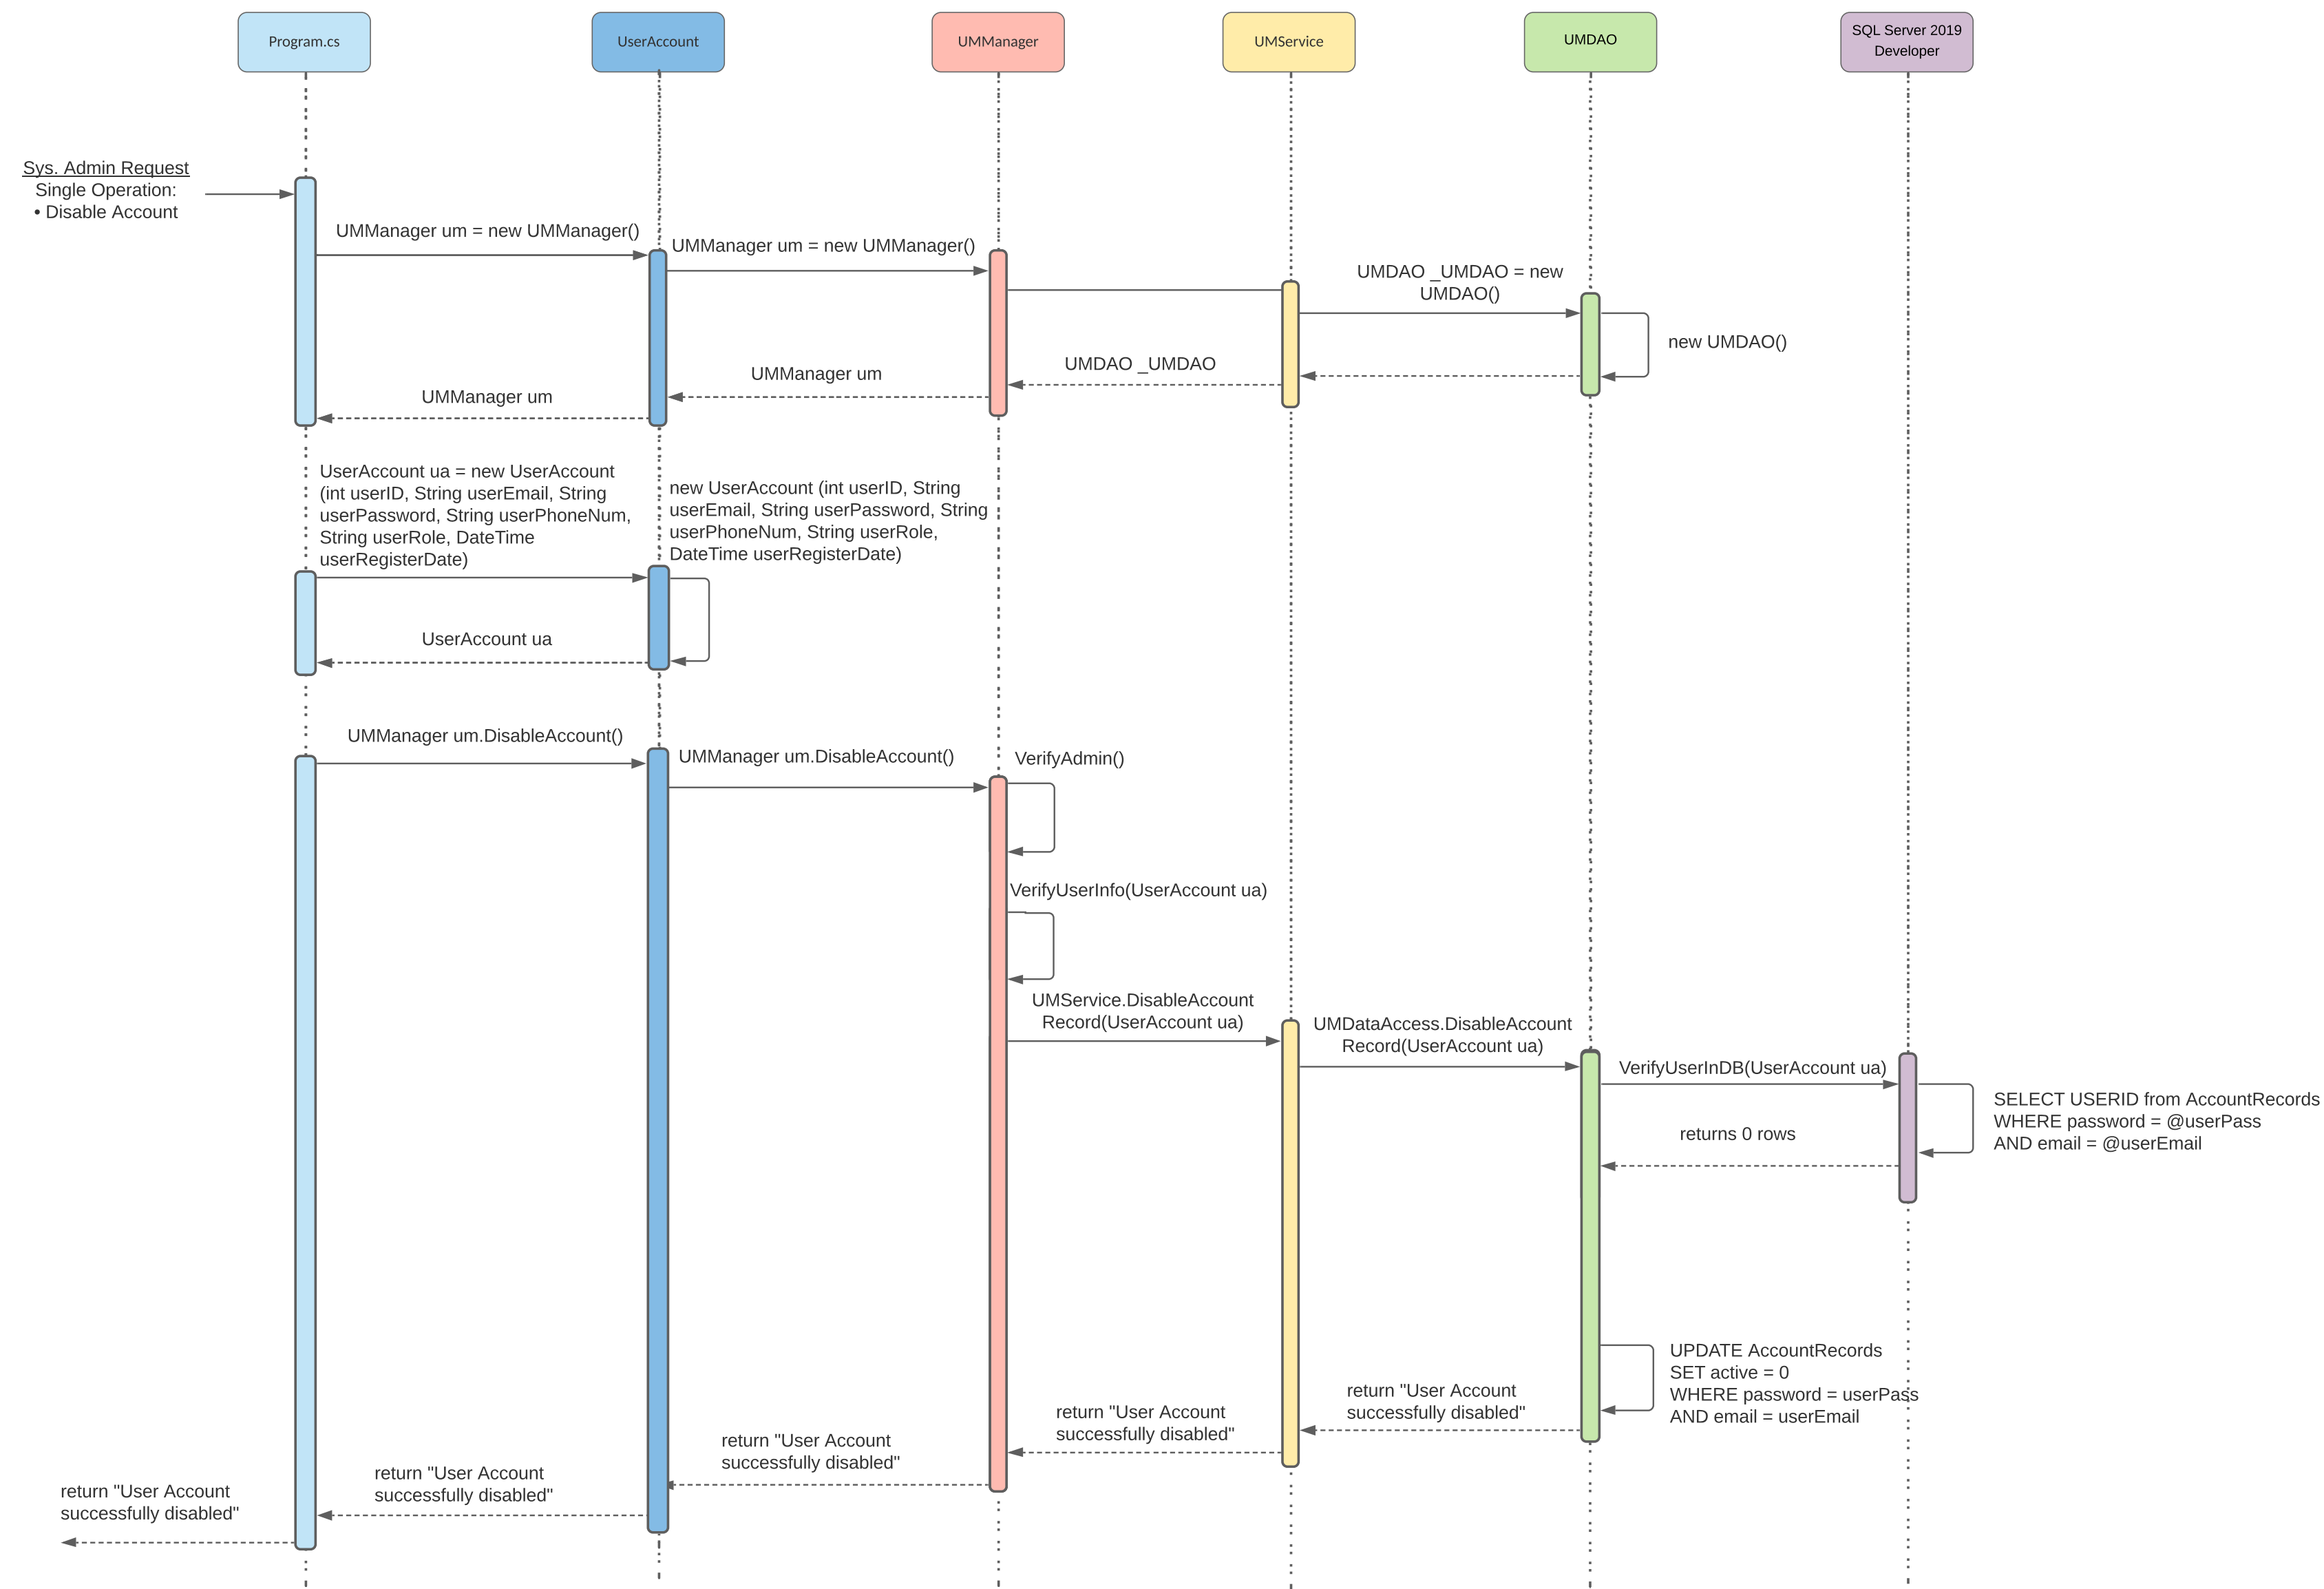 Program.cs
UserAccount
UMManager
UMService
UMDAO
SQL Server 2019
Developer
Sys. Admin Request
Single Operation:
• Disable Account
UMManager um = new UMManager()
UMManager um = new UMManager()
UMDAO _UMDAO = new
UMDAO()
new UMDAO()
UMDAO _UMDAO
UMManager um
UMManager um
UserAccount ua = new UserAccount
(int userID, String userEmail, String
userPassword, String userPhoneNum,
String userRole, DateTime
userRegisterDate)
new UserAccount (int userID, String
userEmail, String userPassword, String
userPhoneNum, String userRole,
DateTime userRegisterDate)
UserAccount ua
UMManager um.DisableAccount()
UMManager um.DisableAccount()
VerifyAdmin()
VerifyUserInfo(UserAccount ua)
UMService.DisableAccount
Record(UserAccount ua)
UMDataAccess.DisableAccount
Record(UserAccount ua)
VerifyUserInDB(UserAccount ua)
SELECT USERID from AccountRecords
WHERE password = @userPass
AND email = @userEmail
returns 0 rows
UPDATE AccountRecords
SET active = 0
WHERE password = userPass
AND email = userEmail
return "User Account
successfully disabled"
return "User Account
successfully disabled"
return "User Account
successfully disabled"
return "User Account
successfully disabled"
return "User Account
successfully disabled"